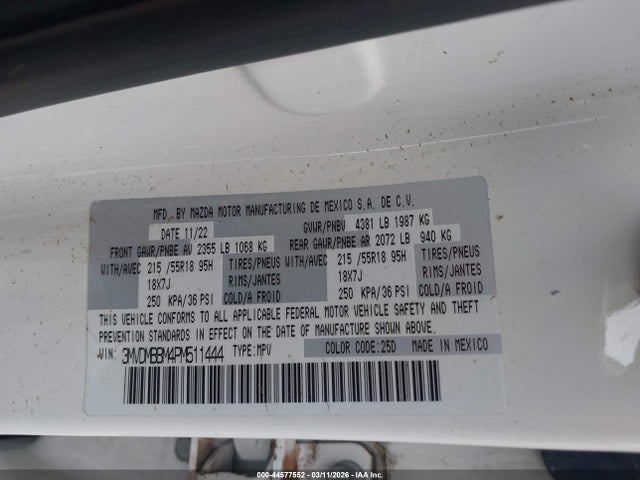 MFD. BY MAZDA MOTOR MANUFACTURING DE MEXICO S.A. DE C.V.
DATE 11/22 GVWR/PNBV 4381 LB 1987 KG
FRONT GAWR/PNBE AV 2355 LB 1068 KG REAR GAWR/PNBE AR 2072 LB 940 KG
WITH/AVEC 215 /55R18 95H TIRES/PNEUS WITH/AVEC 215 /55R18 95H TIRES/PNEUS
18X7J RIMS/JANTES 18X7J RIMS/JANTES
250 KPA/36 PSI COLD/A FROID 250 KPA/36 PSI COLD/A FROID
THIS VEHICLE CONFORMS TO ALL APPLICABLE FEDERAL MOTOR VEHICLE SAFETY AND THEFT
PREVENTION STANDARDS IN EFFECT ON THE DATE OF MANUFACTURE SHOWN ABOVE.
VIN: 3MVDMBBM4PM511444 TYPE:MPV COLOR CODE:25D MADE IN MEXICO
000-44577552 - 03/11/2026 - IAA Inc.